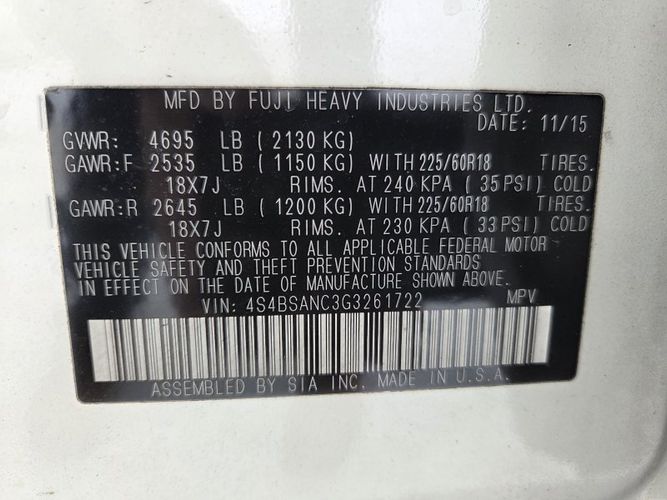 MFD BY FUJI HEAVY INDUSTRIES LTD.
DATE: 11/15
GVWR: 4695 LB ( 2130 KG)
GAWR:F 2535 LB ( 1150 KG) WITH 225/60R18 TIRES.
18X7J RIMS. AT 240 KPA ( 35 PSI) COLD
GAWR:R 2645 LB ( 1200 KG) WITH 225/60R18 TIRES.
18X7J RIMS. AT 230 KPA ( 33 PSI) COLD
THIS VEHICLE CONFORMS TO ALL APPLICABLE FEDERAL MOTOR
VEHICLE SAFETY AND THEFT PREVENTION STANDARDS
IN EFFECT ON THE DATE OF MANUFACTURE SHOWN ABOVE.
VIN: 4S4BSANC3G3261722 MPV
ASSEMBLED BY SIA INC. MADE IN U.S.A.